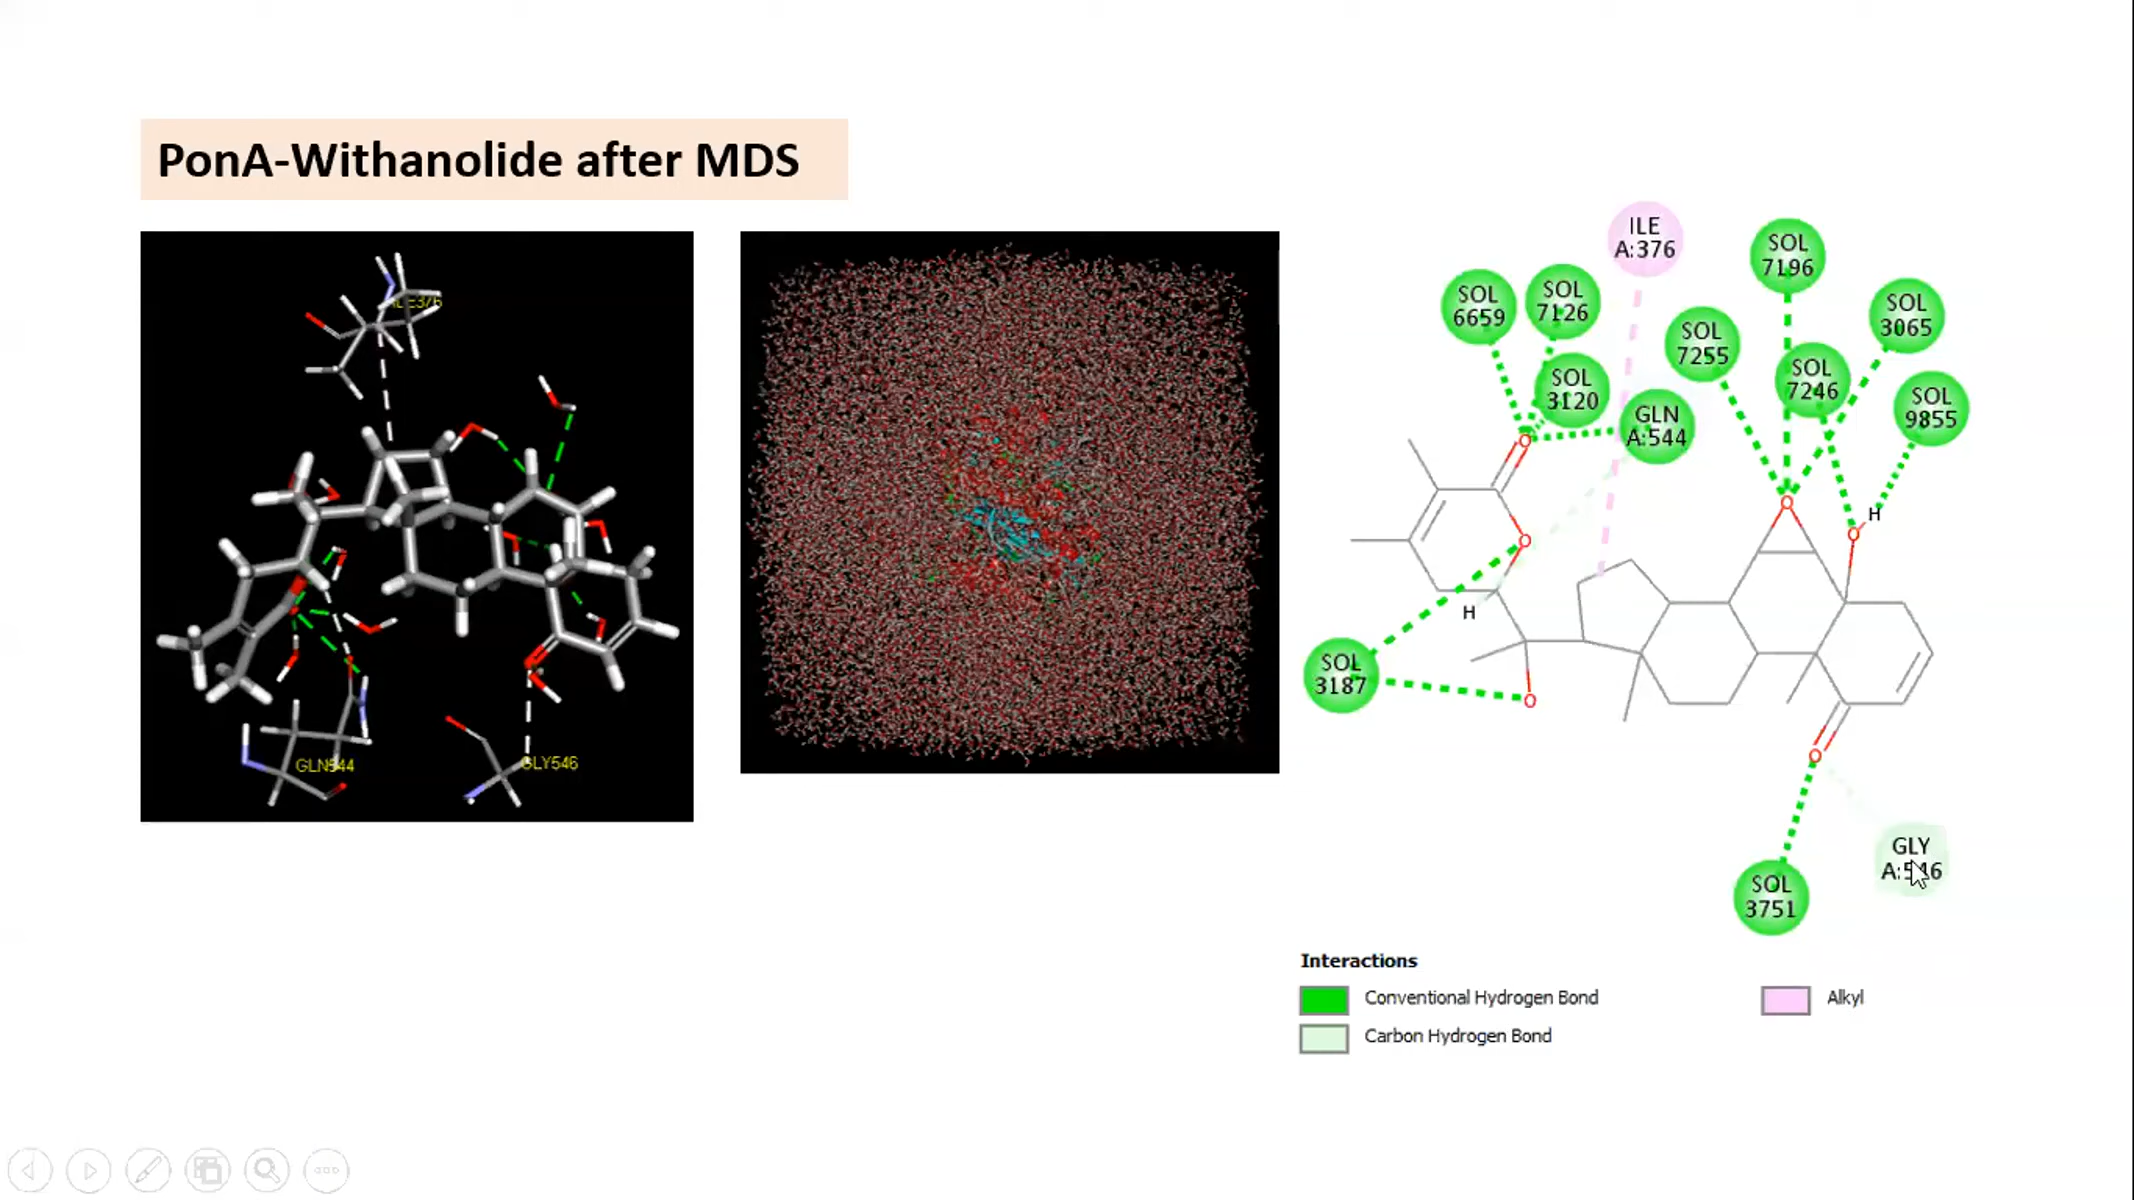 PonA-Withanolide after MDS
ILE376
GLN544
GLY546
ILE
A:376
SOL
7196
SOL
6659
SOL
7126
SOL
3065
SOL
7255
SOL
7246
SOL
3120
SOL
9855
GLN
A:544
O
O
H
O
O
H
SOL
3187
O
O
GLY
A:546
SOL
3751
Interactions
Conventional Hydrogen Bond
Carbon Hydrogen Bond
Alkyl